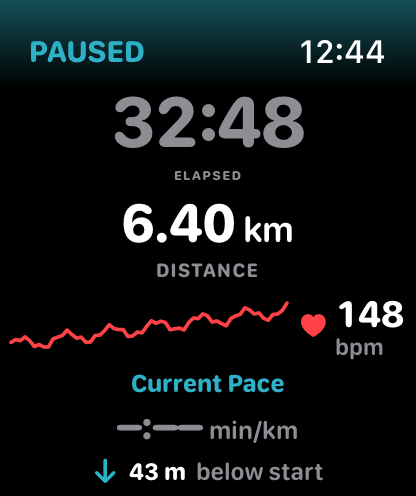 PAUSED 12:44
32:48
ELAPSED
6.40 km
DISTANCE
148
bpm
Current Pace
–:–– min/km
43 m below start